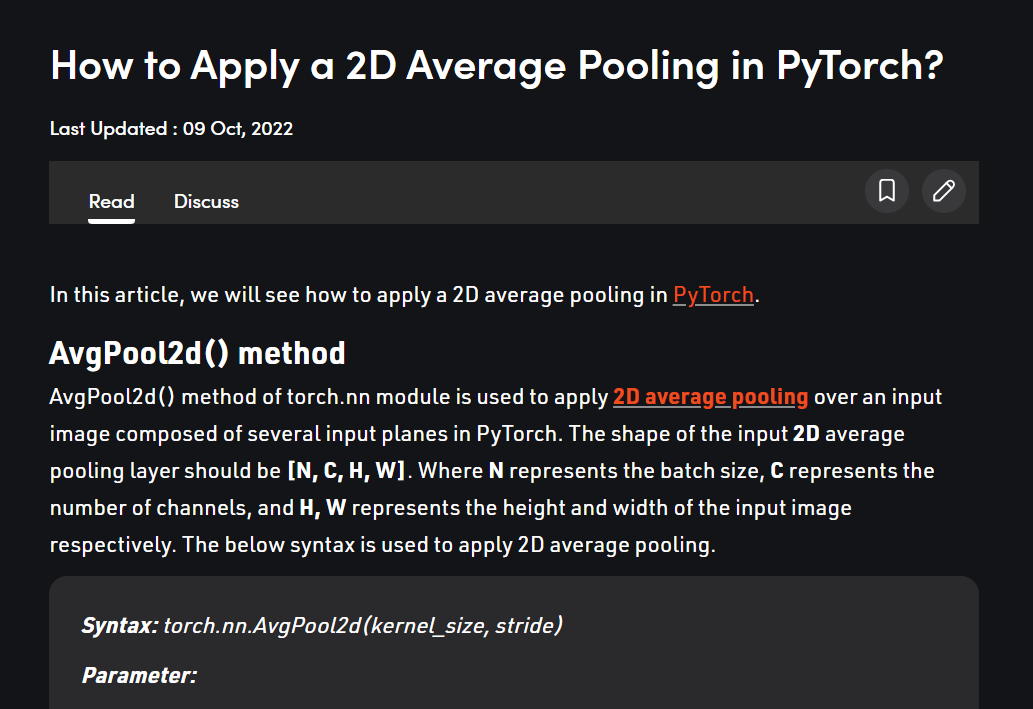 How to Apply a 2D Average Pooling in PyTorch?
Last Updated : 09 Oct, 2022
Read Discuss
In this article, we will see how to apply a 2D average pooling in PyTorch.
AvgPool2d() method
AvgPool2d() method of torch.nn module is used to apply 2D average pooling over an input
image composed of several input planes in PyTorch. The shape of the input 2D average
pooling layer should be [N, C, H, W]. Where N represents the batch size, C represents the
number of channels, and H, W represents the height and width of the input image
respectively. The below syntax is used to apply 2D average pooling.
Syntax: torch.nn.AvgPool2d(kernel_size, stride)
Parameter: